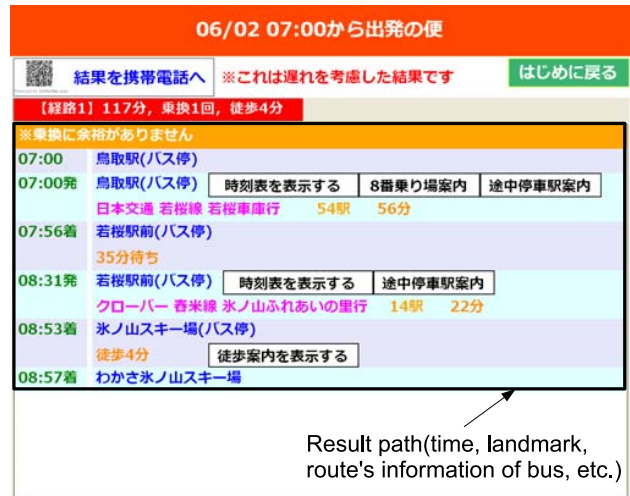 06/02 07:00から出発の便
結果を携帯電話へ ※これは遅れを考慮した結果です はじめに戻る
【経路1】117分, 乗換1回, 徒歩4分
※乗換に余裕がありません
07:00 鳥取駅(バス停)
07:00発 鳥取駅(バス停) 時刻表を表示する 8番乗り場案内 途中停車駅案内
日本交通 若桜線 若桜車庫行 54駅 56分
07:56着 若桜駅前(バス停)
35分待ち
08:31発 若桜駅前(バス停) 時刻表を表示する 途中停車駅案内
クローバー 舂米線 氷ノ山ふれあいの里行 14駅 22分
08:53着 氷ノ山スキー場(バス停)
徒歩4分 徒歩案内を表示する
08:57着 わかさ氷ノ山スキー場
Result path(time, landmark,
route's information of bus, etc.)